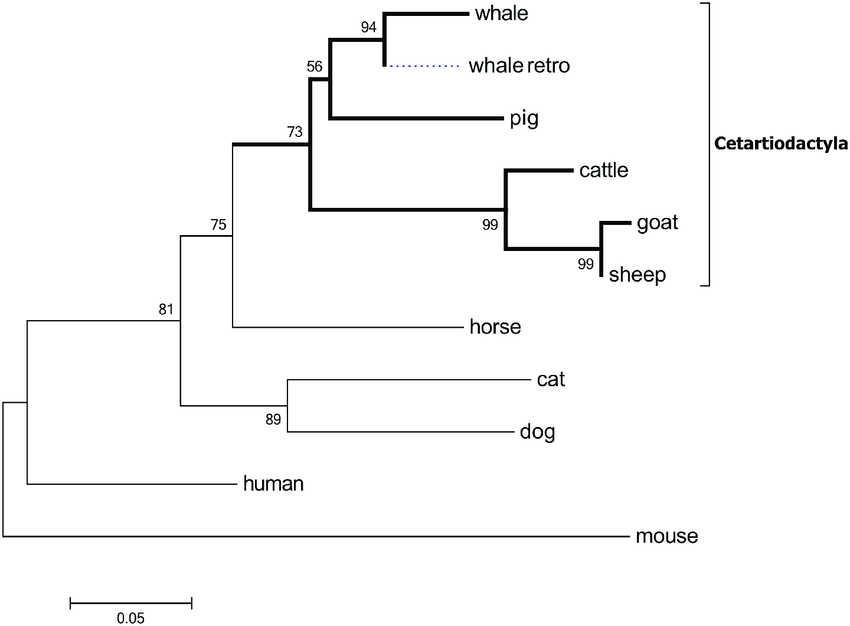 whale
94
whale retro
56
pig
73
Cetartiodactyla
cattle
99
goat
75
99
sheep
81
horse
cat
89
dog
human
mouse
0.05